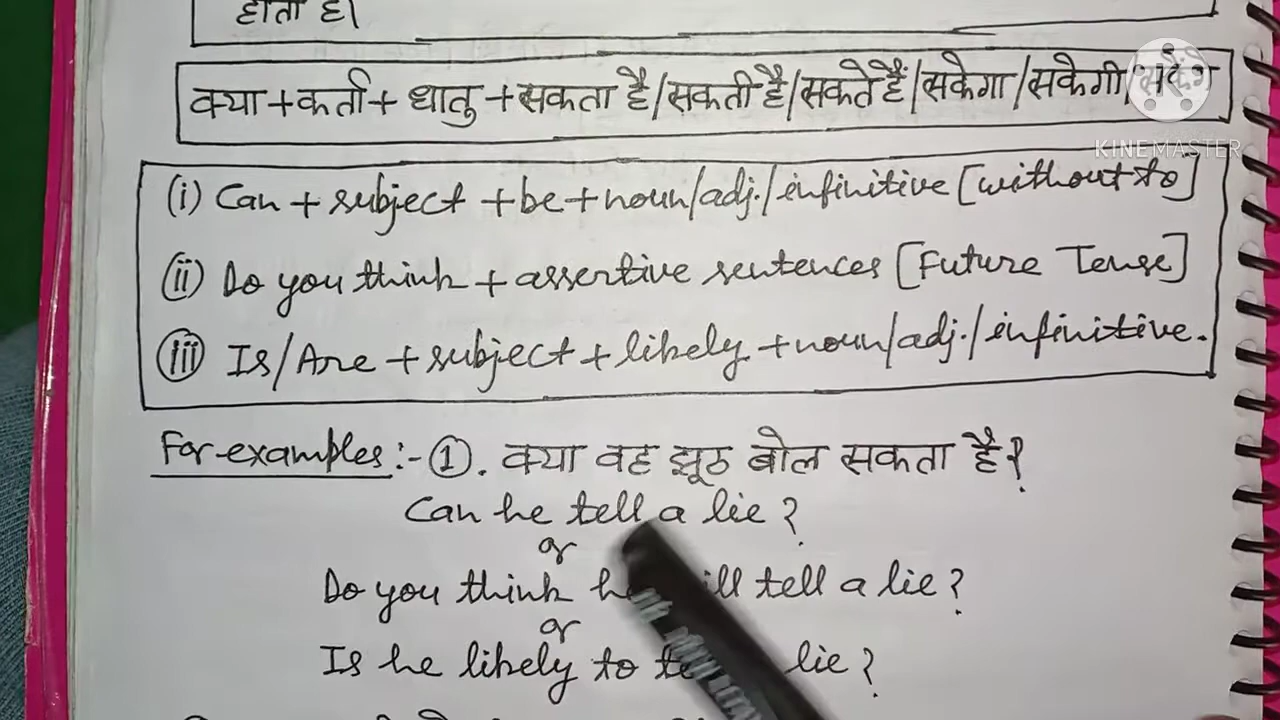 होता है।
क्या + कर्ता + धातु + सकता है/सकती है/सकते हैं/सकेगा/सकेगी/सकेंगे
KINEMASTER
(i) Can + subject + be + noun/adj./infinitive [without to]
(ii) Do you think + assertive sentences [Future Tense]
(iii) Is/Are + subject + likely + noun/adj./infinitive.
For examples:- (1). क्या वह झूठ बोल सकता है?
Can he tell a lie?
or
Do you think tell a lie?
or
Is he likely to lie?